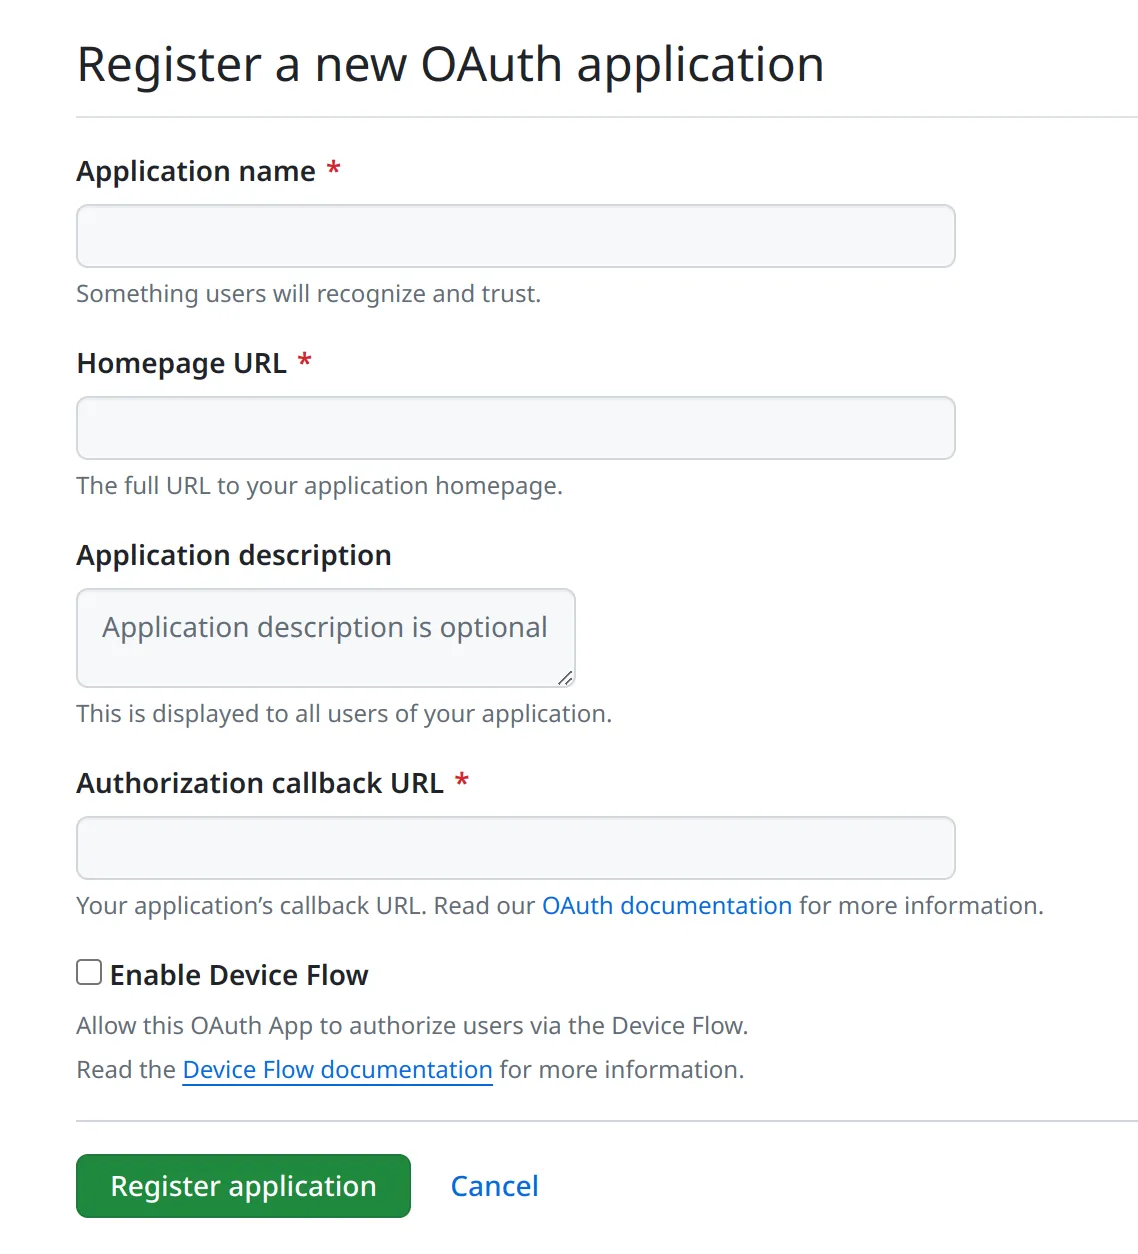 Register a new OAuth application
Application name *
Something users will recognize and trust.
Homepage URL *
The full URL to your application homepage.
Application description
Application description is optional
This is displayed to all users of your application.
Authorization callback URL *
Your application’s callback URL. Read our OAuth documentation for more information.
Enable Device Flow
Allow this OAuth App to authorize users via the Device Flow.
Read the Device Flow documentation for more information.
Register application Cancel